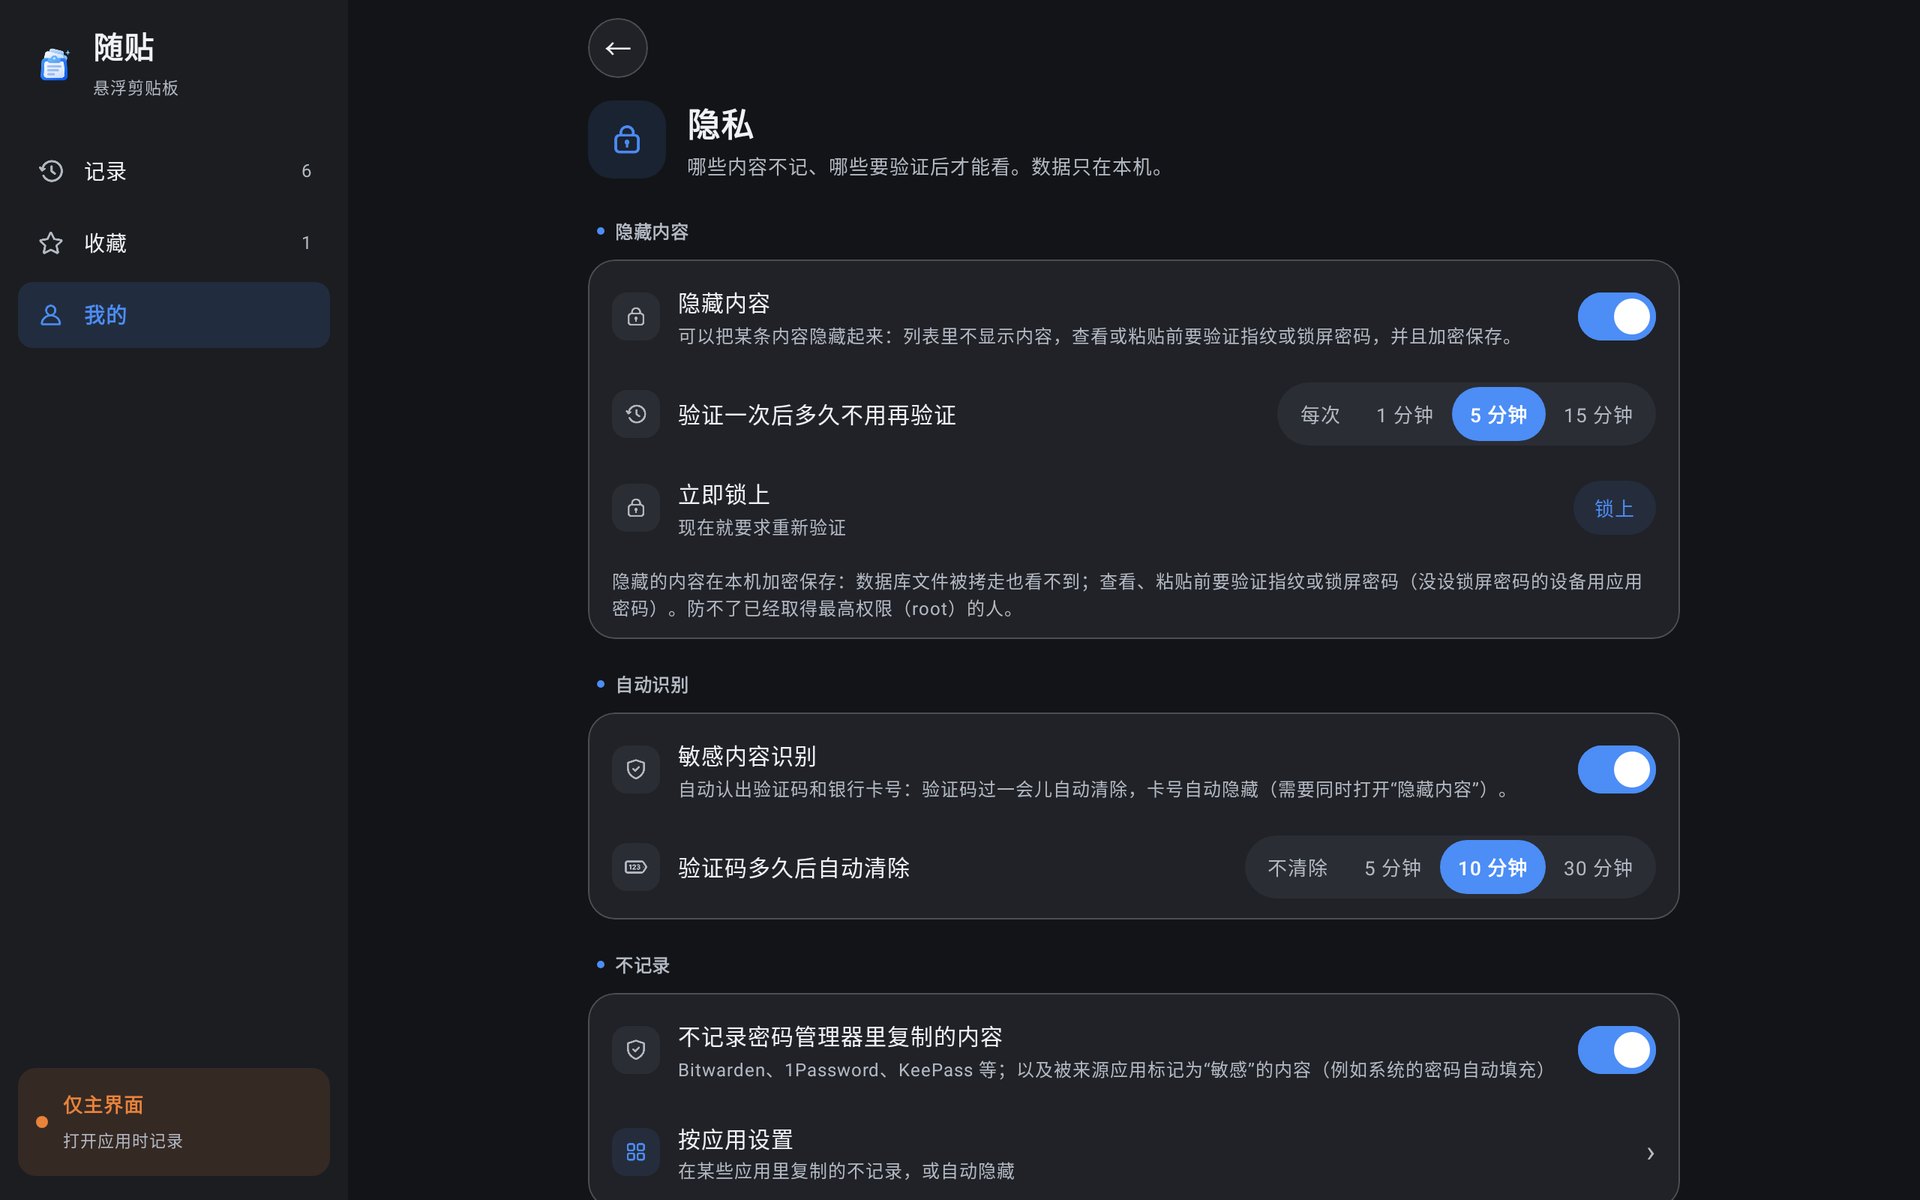 随贴
悬浮剪贴板
记录 6
收藏 1
我的
仅主界面
打开应用时记录
隐私
哪些内容不记、哪些要验证后才能看。数据只在本机。
隐藏内容
隐藏内容
可以把某条内容隐藏起来：列表里不显示内容，查看或粘贴前要验证指纹或锁屏密码，并且加密保存。
验证一次后多久不用再验证
每次 1 分钟 5 分钟 15 分钟
立即锁上
现在就要求重新验证
锁上
隐藏的内容在本机加密保存：数据库文件被拷走也看不到；查看、粘贴前要验证指纹或锁屏密码（没设锁屏密码的设备用应用
密码）。防不了已经取得最高权限（root）的人。
自动识别
敏感内容识别
自动认出验证码和银行卡号：验证码过一会儿自动清除，卡号自动隐藏（需要同时打开“隐藏内容”）。
123
验证码多久后自动清除
不清除 5 分钟 10 分钟 30 分钟
不记录
不记录密码管理器里复制的内容
Bitwarden、1Password、KeePass 等；以及被来源应用标记为“敏感”的内容（例如系统的密码自动填充）
按应用设置
在某些应用里复制的不记录，或自动隐藏